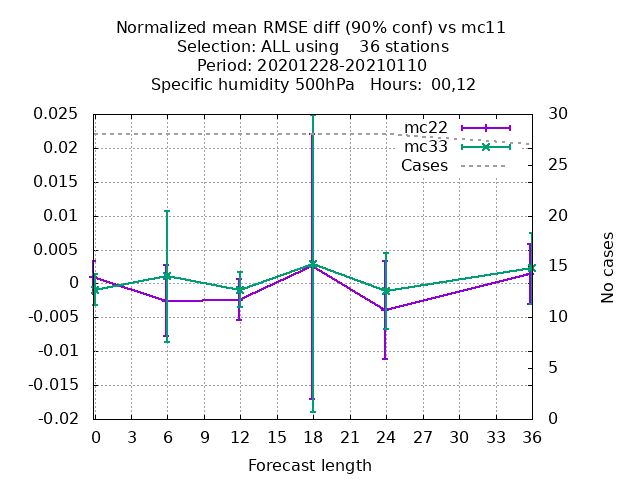 Normalized mean RMSE diff (90% conf) vs mc11
Selection: ALL using    36 stations
Period: 20201228-20210110
Specific humidity 500hPa   Hours:  00,12
0.025
0.02
0.015
0.01
0.005
0
-0.005
-0.01
-0.015
-0.02
30
25
20
15
10
5
0
mc22
mc33
Cases
No cases
0 3 6 9 12 15 18 21 24 27 30 33 36
Forecast length